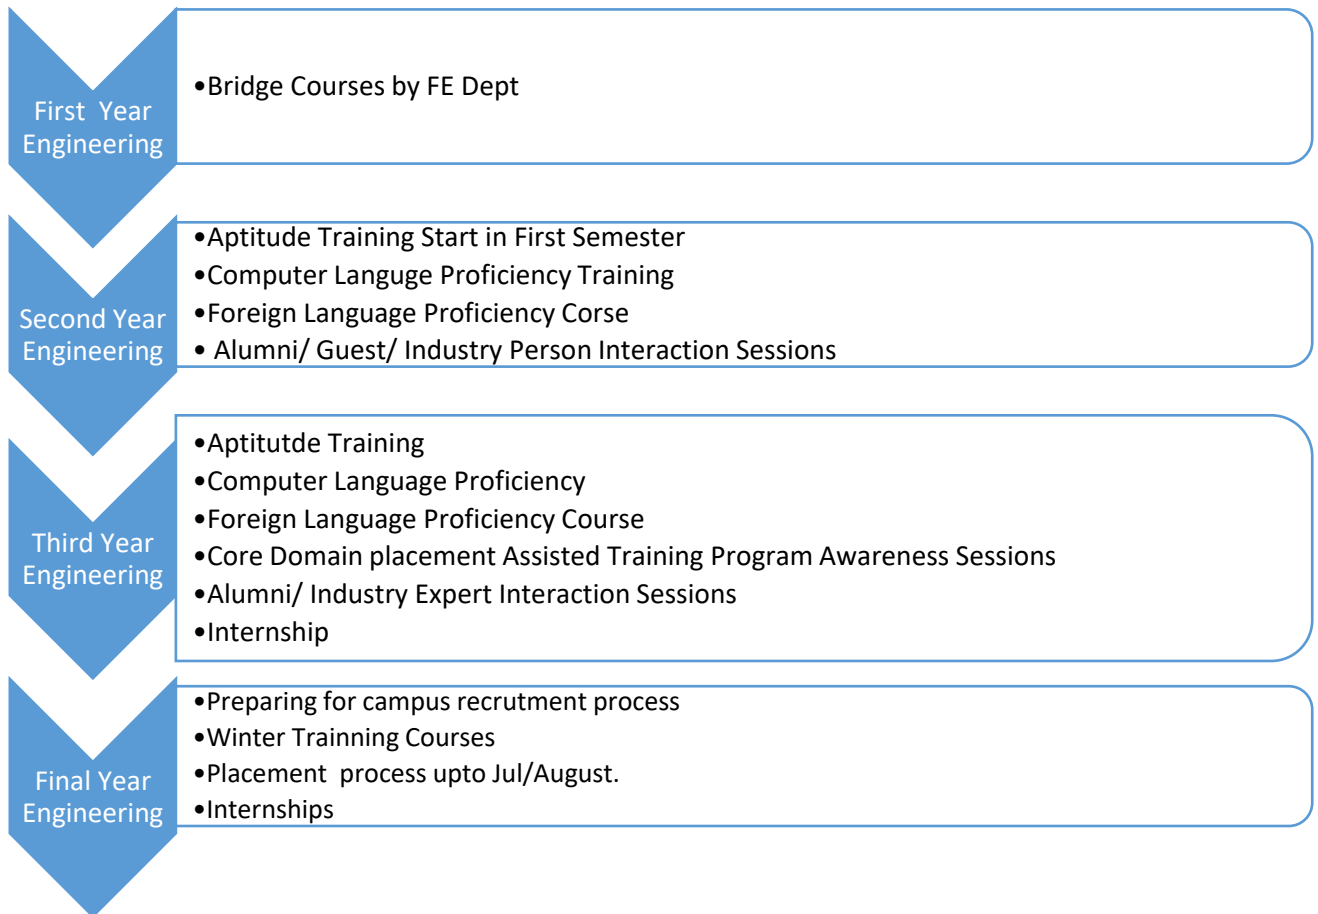 First Year
Engineering
•Bridge Courses by FE Dept
Second Year
Engineering
•Aptitude Training Start in First Semester
•Computer Languge Proficiency Training
•Foreign Language Proficiency Corse
• Alumni/ Guest/ Industry Person Interaction Sessions
Third Year
Engineering
•Aptitutde Training
•Computer Language Proficiency
•Foreign Language Proficiency Course
•Core Domain placement Assisted Training Program Awareness Sessions
•Alumni/ Industry Expert Interaction Sessions
•Internship
Final Year
Engineering
•Preparing for campus recrutment process
•Winter Trainning Courses
•Placement process upto Jul/August.
•Internships